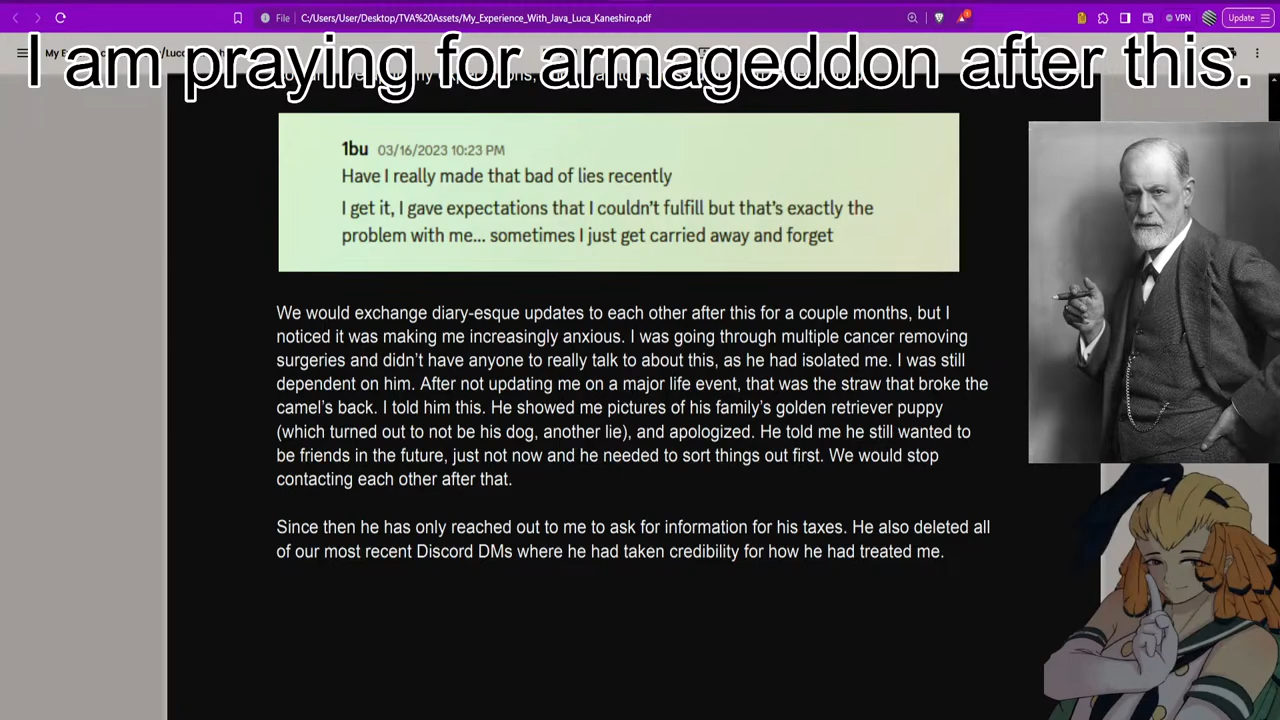 File C:/Users/User/Desktop/TVA%20Assets/My_Experience_With_Java_Luca_Kaneshiro.pdf
VPN
Update
I am praying for armageddon after this.
1bu 03/16/2023 10:23 PM
Have I really made that bad of lies recently
I get it, I gave expectations that I couldn't fulfill but that's exactly the
problem with me... sometimes I just get carried away and forget
We would exchange diary-esque updates to each other after this for a couple months, but I
noticed it was making me increasingly anxious. I was going through multiple cancer removing
surgeries and didn't have anyone to really talk to about this, as he had isolated me. I was still
dependent on him. After not updating me on a major life event, that was the straw that broke the
camel's back. I told him this. He showed me pictures of his family's golden retriever puppy
(which turned out to not be his dog, another lie), and apologized. He told me he still wanted to
be friends in the future, just not now and he needed to sort things out first. We would stop
contacting each other after that.
Since then he has only reached out to me to ask for information for his taxes. He also deleted all
of our most recent Discord DMs where he had taken credibility for how he had treated me.